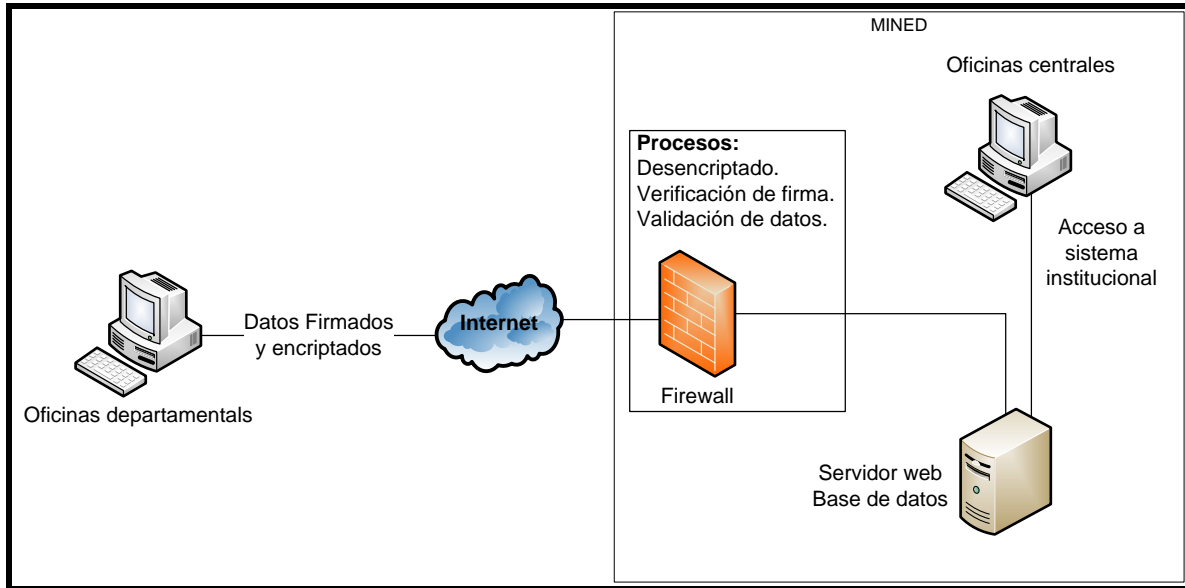 MINED
Oficinas centrales
Procesos:
Desencriptado.
Verificación de firma.
Validación de datos.
Acceso a
sistema
institucional
Datos Firmados
y encriptados
Internet
Firewall
Oficinas departamentals
Servidor web
Base de datos